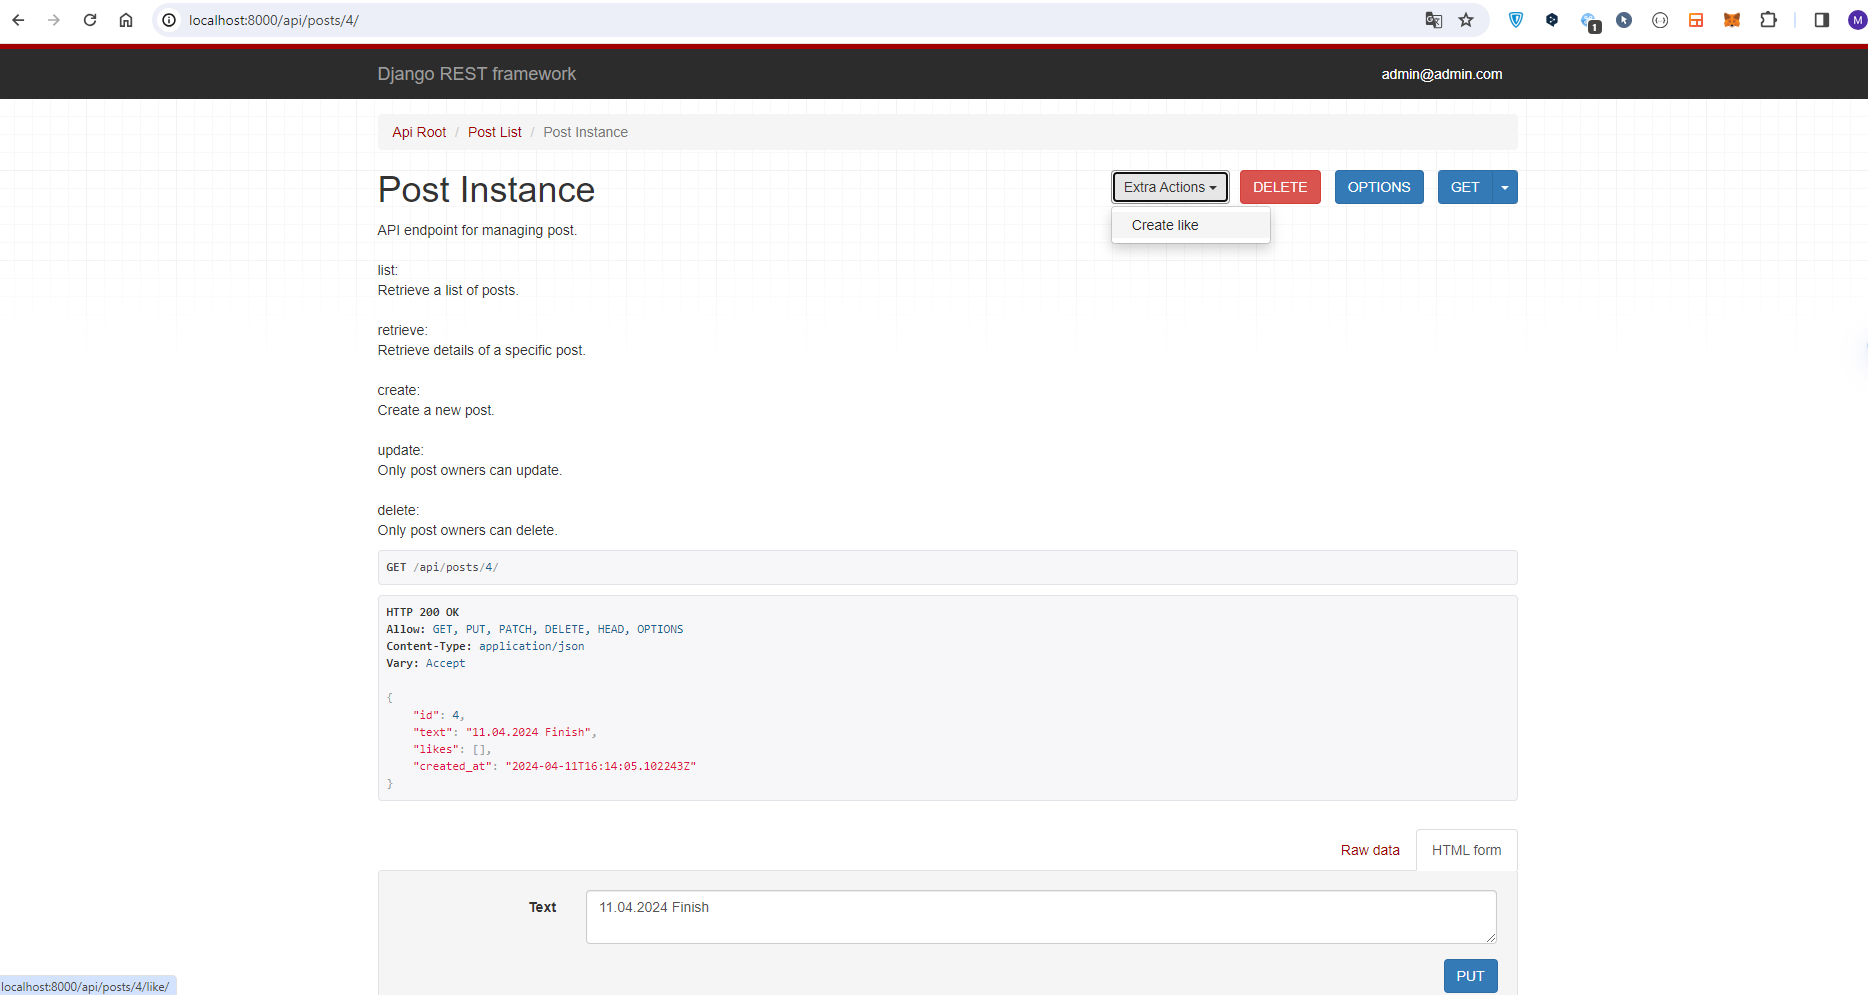 localhost:8000/api/posts/4/
1
M
Django REST framework
admin@admin.com
Api Root / Post List / Post Instance
Post Instance
Extra Actions
DELETE
OPTIONS
GET
Create like
API endpoint for managing post.
list:
Retrieve a list of posts.
retrieve:
Retrieve details of a specific post.
create:
Create a new post.
update:
Only post owners can update.
delete:
Only post owners can delete.
GET /api/posts/4/
HTTP 200 OK
Allow: GET, PUT, PATCH, DELETE, HEAD, OPTIONS
Content-Type: application/json
Vary: Accept
{
"id": 4,
"text": "11.04.2024 Finish",
"likes": [],
"created_at": "2024-04-11T16:14:05.102243Z"
}
Raw data
HTML form
Text
11.04.2024 Finish
PUT
localhost:8000/api/posts/4/like/